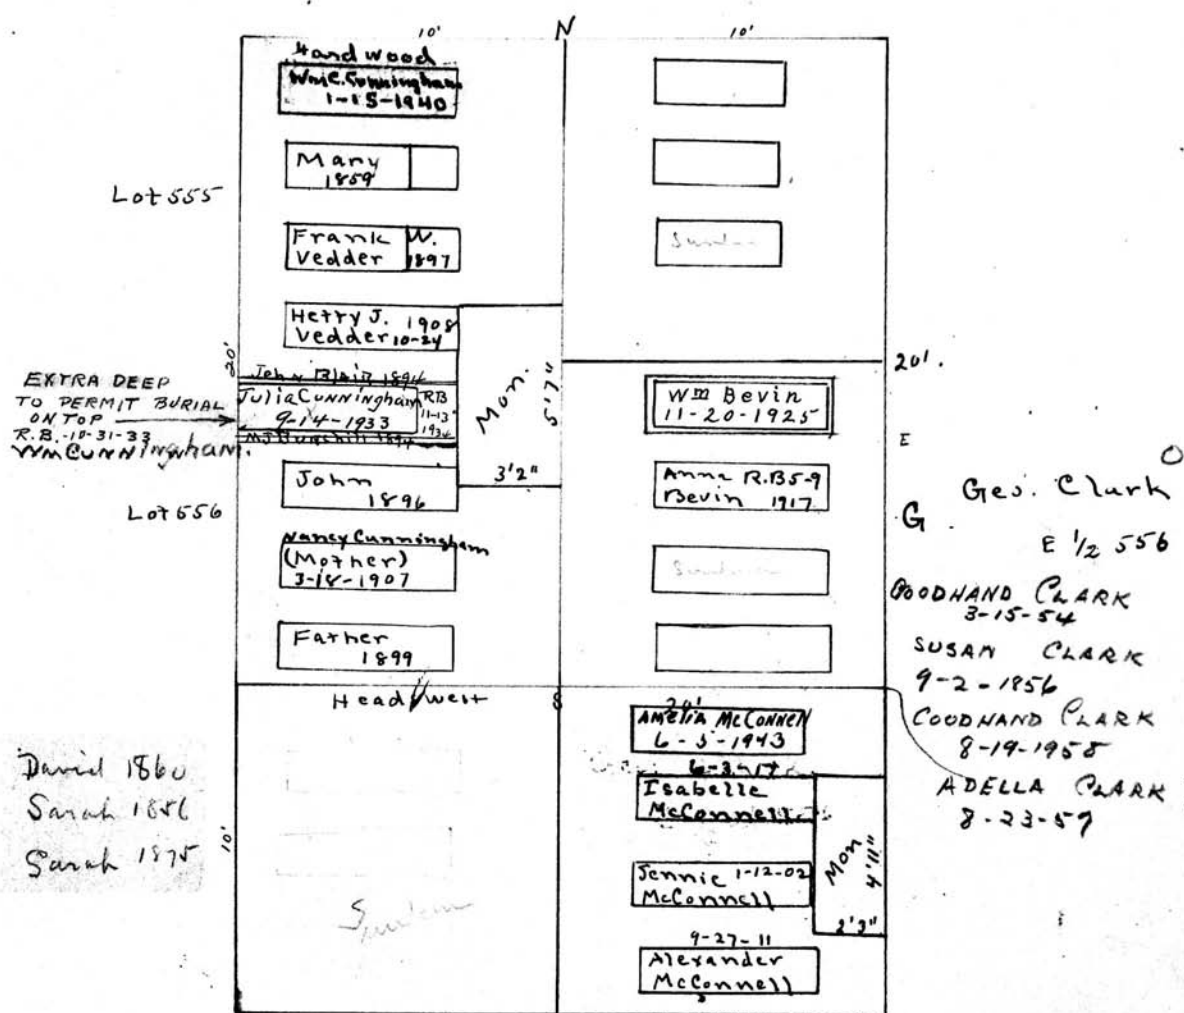 N
10'
10'
Hardwood
Wm C. Cunningham
1-15-1940
Mary
1859
Lot 555
Frank W.
Vedder 1897
Hetty J. 1908
Vedder 10-24
20'
John Blair 1894
EXTRA DEEP
TO PERMIT BURIAL
ON TOP
R.B.-10-31-33
WM CUNNINGHAM.
Julia Cunningham
9-14-1933
RB
11-13
1934
1894
Mon.
5'7"
3'2"
John
1896
Lot 556
Nancy Cunningham
(Mother)
3-18-1907
Father
1899
Head West
20'.
Wm Bevin
11-20-1925
E
Anna R.B 5-9
Bevin 1917
G
O
Geo. Clark
E 1/2 556
GOODHAND CLARK
3-15-54
SUSAN CLARK
9-2-1856
GOODHAND CLARK
8-19-1958
ADELLA CLARK
8-23-57
8
20'
Amelia McConnell
6-5-1943
6-3-17
Isabelle
McConnell
Jennie 1-12-02
McConnell
Mon
4'11"
2'3"
9-27-11
Alexander
McConnell
David 1860
Sarah 1856
Sarah 1875
10'